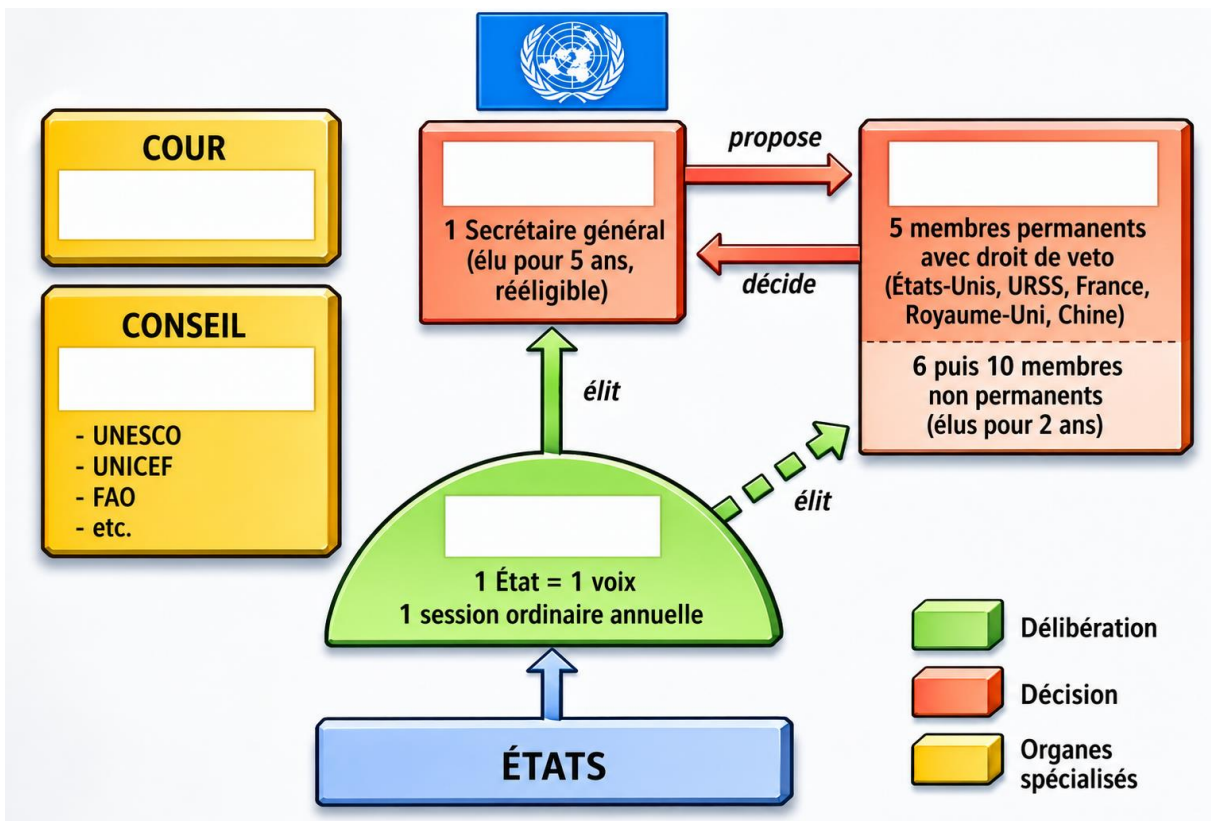 COUR
CONSEIL
- UNESCO
- UNICEF
- FAO
- etc.
1 Secrétaire général
(élu pour 5 ans,
rééligible)
propose
décide
5 membres permanents
avec droit de veto
(États-Unis, URSS, France,
Royaume-Uni, Chine)
6 puis 10 membres
non permanents
(élus pour 2 ans)
élit
élit
1 État = 1 voix
1 session ordinaire annuelle
ÉTATS
Délibération
Décision
Organes
spécialisés